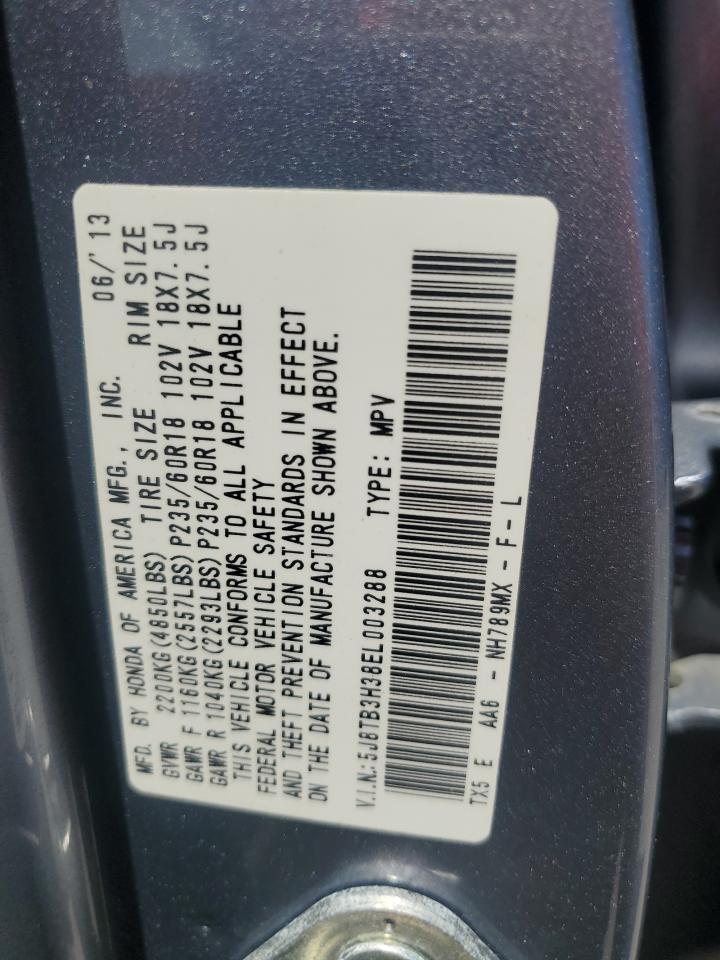 MFD. BY HONDA OF AMERICA MFG., INC. 06/'13
GVWR 2200KG(4850LBS) TIRE SIZE RIM SIZE
GAWR F 1160KG(2557LBS)P235/60R18 102V 18X7.5J
GAWR R 1040KG(2293LBS)P235/60R18 102V 18X7.5J
THIS VEHICLE CONFORMS TO ALL APPLICABLE
FEDERAL MOTOR VEHICLE SAFETY
AND THEFT PREVENTION STANDARDS IN EFFECT
ON THE DATE OF MANUFACTURE SHOWN ABOVE.
V.I.N.:5J8TB3H38EL003288 TYPE: MPV
TX5 E AA6 - NH789MX - F - L